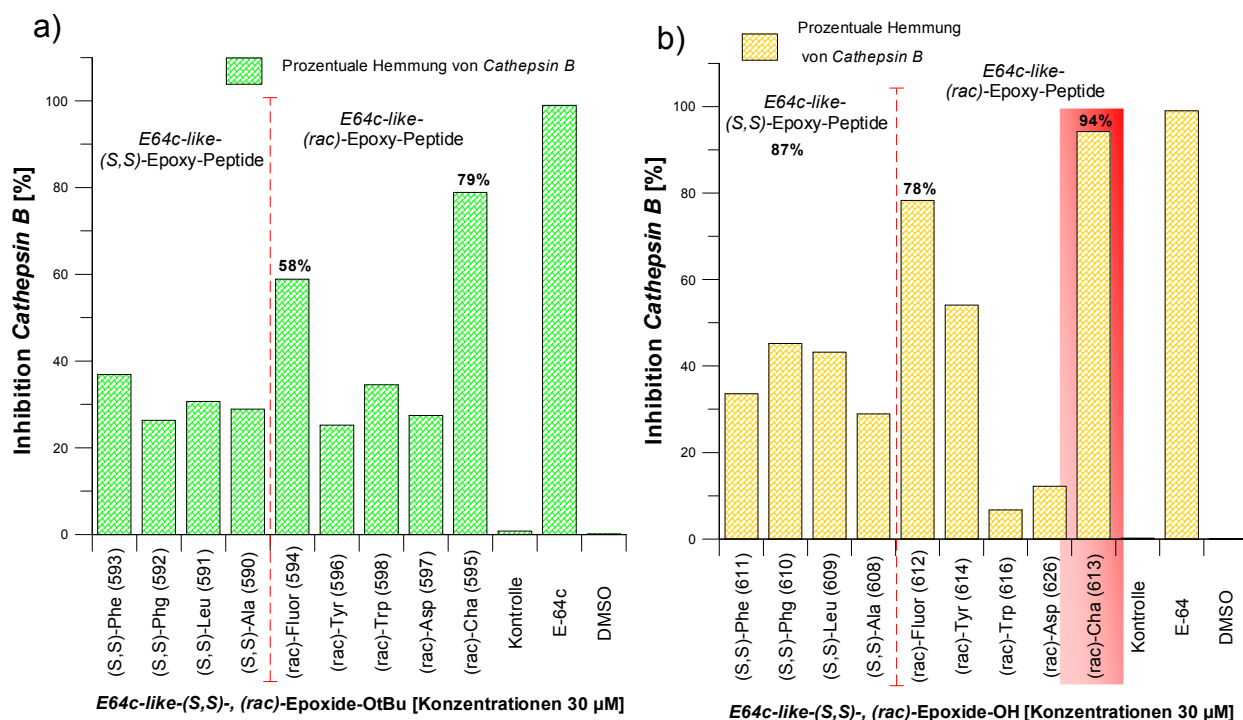 a)
Prozentuale Hemmung von Cathepsin B
E64c-like-
(S,S)-Epoxy-Peptide
E64c-like-
(rac)-Epoxy-Peptide
Inhibition Cathepsin B [%]
100
80
60
40
20
0
58%
79%
(S,S)-Phe (593)
(S,S)-Phg (592)
(S,S)-Leu (591)
(S,S)-Ala (590)
(rac)-Fluor (594)
(rac)-Tyr (596)
(rac)-Trp (598)
(rac)-Asp (597)
(rac)-Cha (595)
Kontrolle
E-64c
DMSO
E64c-like-(S,S)-, (rac)-Epoxide-OtBu [Konzentrationen 30 µM]
b)
Prozentuale Hemmung
von Cathepsin B
E64c-like-
(S,S)-Epoxy-Peptide
87%
E64c-like-
(rac)-Epoxy-Peptide
Inhibition Cathepsin B [%]
100
80
60
40
20
0
78%
94%
(S,S)-Phe (611)
(S,S)-Phg (610)
(S,S)-Leu (609)
(S,S)-Ala (608)
(rac)-Fluor (612)
(rac)-Tyr (614)
(rac)-Trp (616)
(rac)-Asp (626)
(rac)-Cha (613)
Kontrolle
E-64
DMSO
E64c-like-(S,S)-, (rac)-Epoxide-OH [Konzentrationen 30 µM]